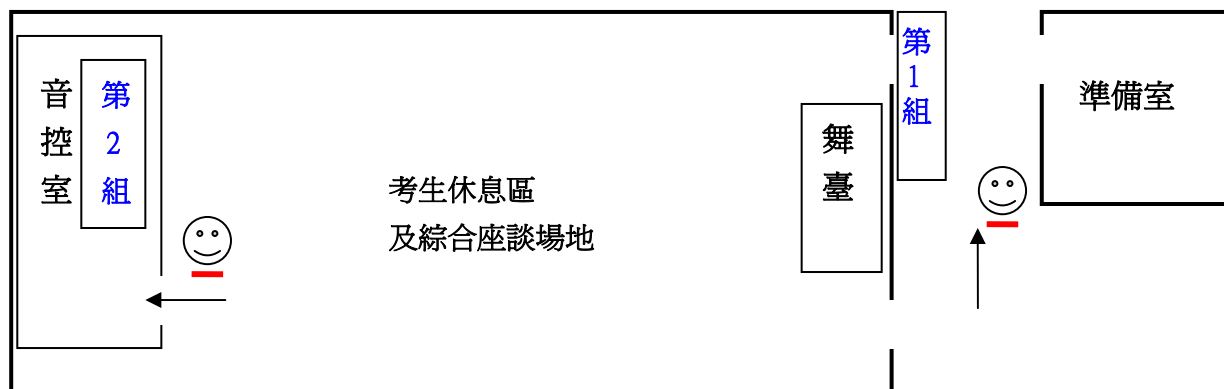 音控室
第2組
考生休息區
及綜合座談場地
舞臺
第1組
準備室